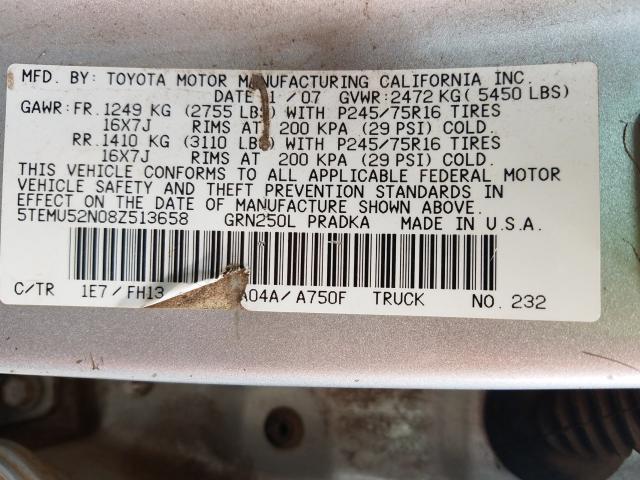 MFD. BY: TOYOTA MOTOR MANUFACTURING CALIFORNIA INC.
DATE 1 /07 GVWR:2472 KG( 5450 LBS)
GAWR:FR. 1249 KG (2755 LBS) WITH P245/75R16 TIRES
16X7J RIMS AT 200 KPA (29 PSI) COLD.
RR. 1410 KG (3110 LBS) WITH P245/75R16 TIRES
16X7J RIMS AT 200 KPA (29 PSI) COLD.
THIS VEHICLE CONFORMS TO ALL APPLICABLE FEDERAL MOTOR
VEHICLE SAFETY AND THEFT PREVENTION STANDARDS IN
EFFECT ON THE DATE OF MANUFACTURE SHOWN ABOVE.
5TEMU52N08Z513658 GRN250L PRADKA MADE IN U.S.A.
C/TR 1E7/FH13 A04A/A750F TRUCK NO. 232